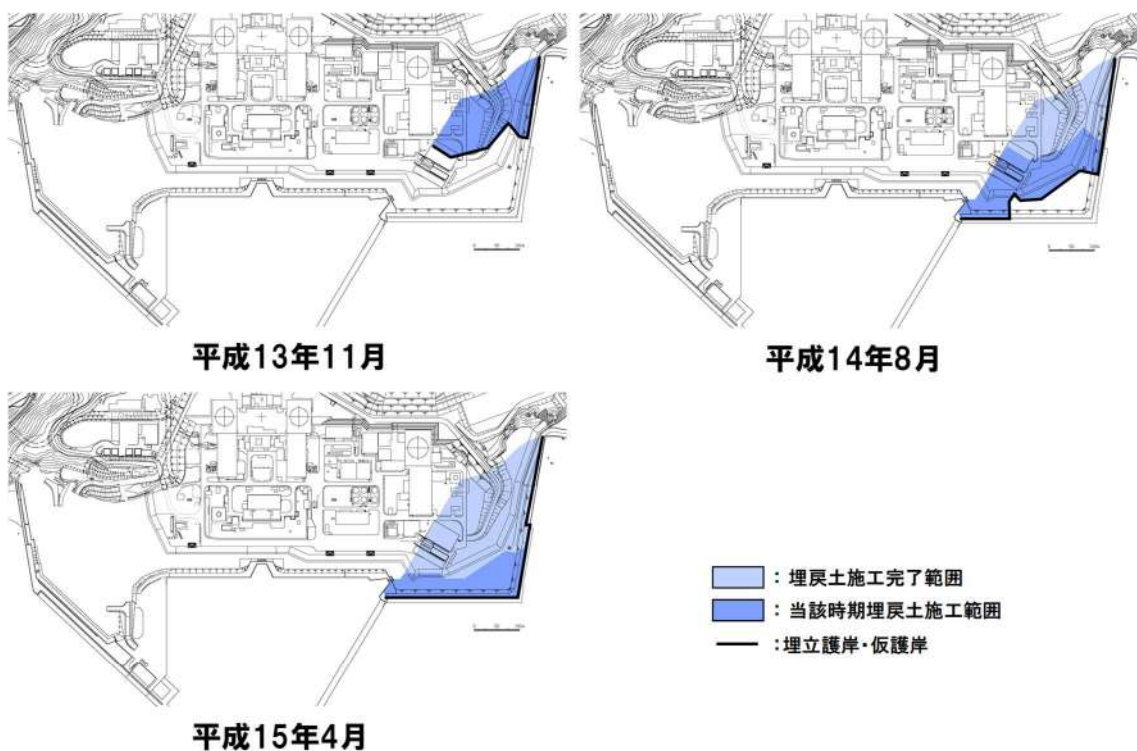 平成13年11月
平成14年8月
平成15年4月
：埋戻土施工完了範囲
：当該時期埋戻土施工範囲
：埋立護岸・仮護岸